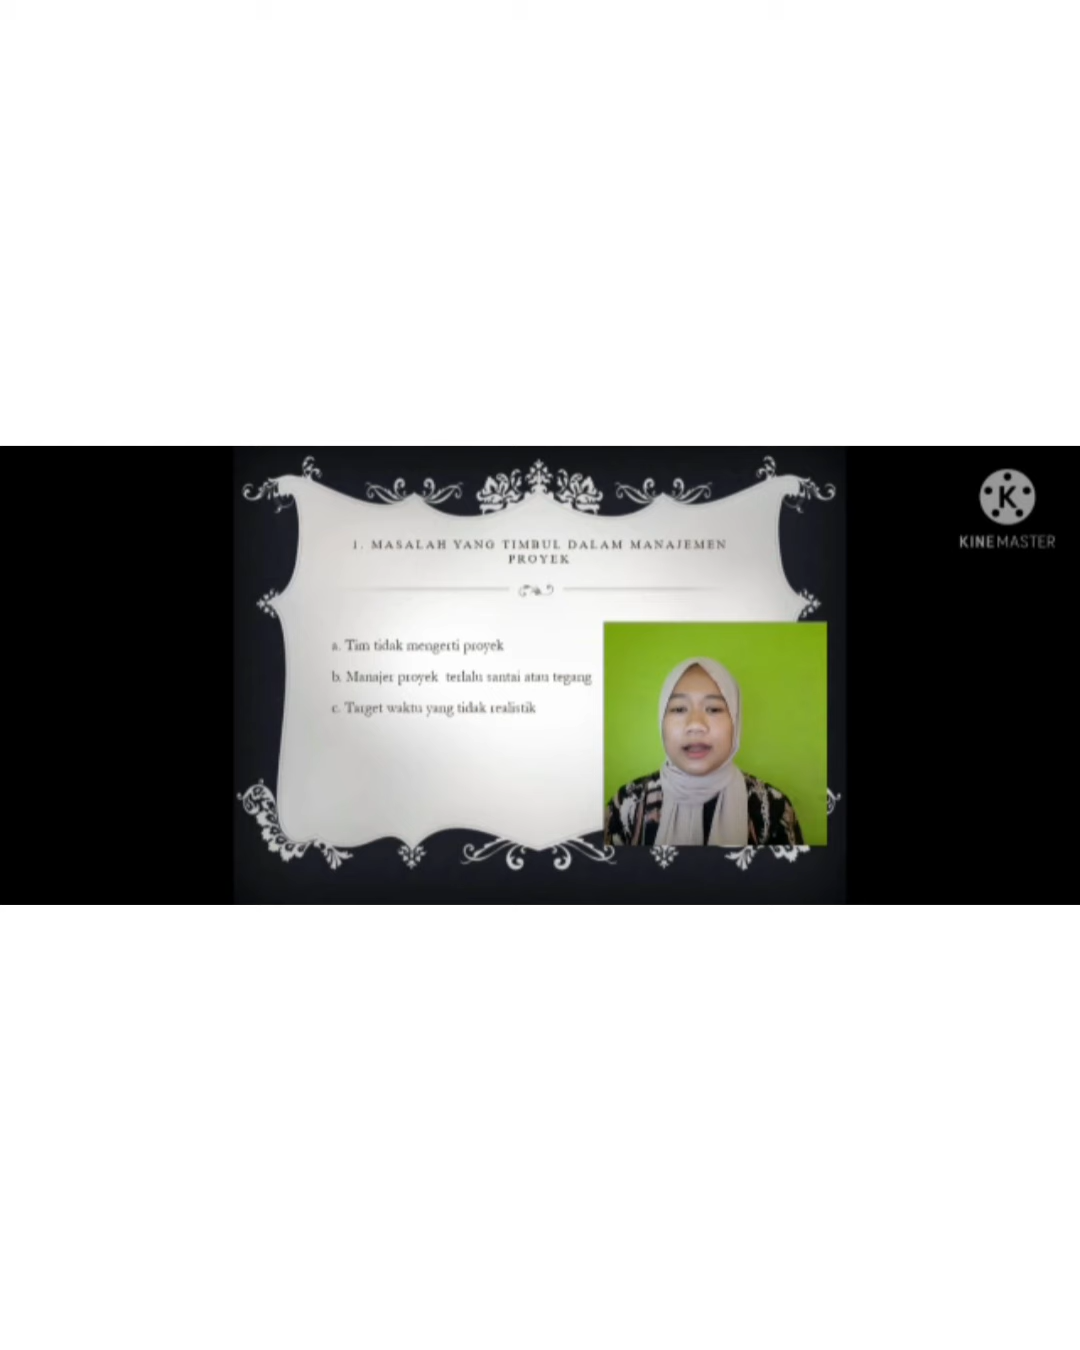 1. MASALAH YANG TIMBUL DALAM MANAJEMEN
PROYEK
a. Tim tidak mengerti proyek
b. Manajer proyek terlalu santai atau tegang
c. Target waktu yang tidak realistik
K
KINEMASTER